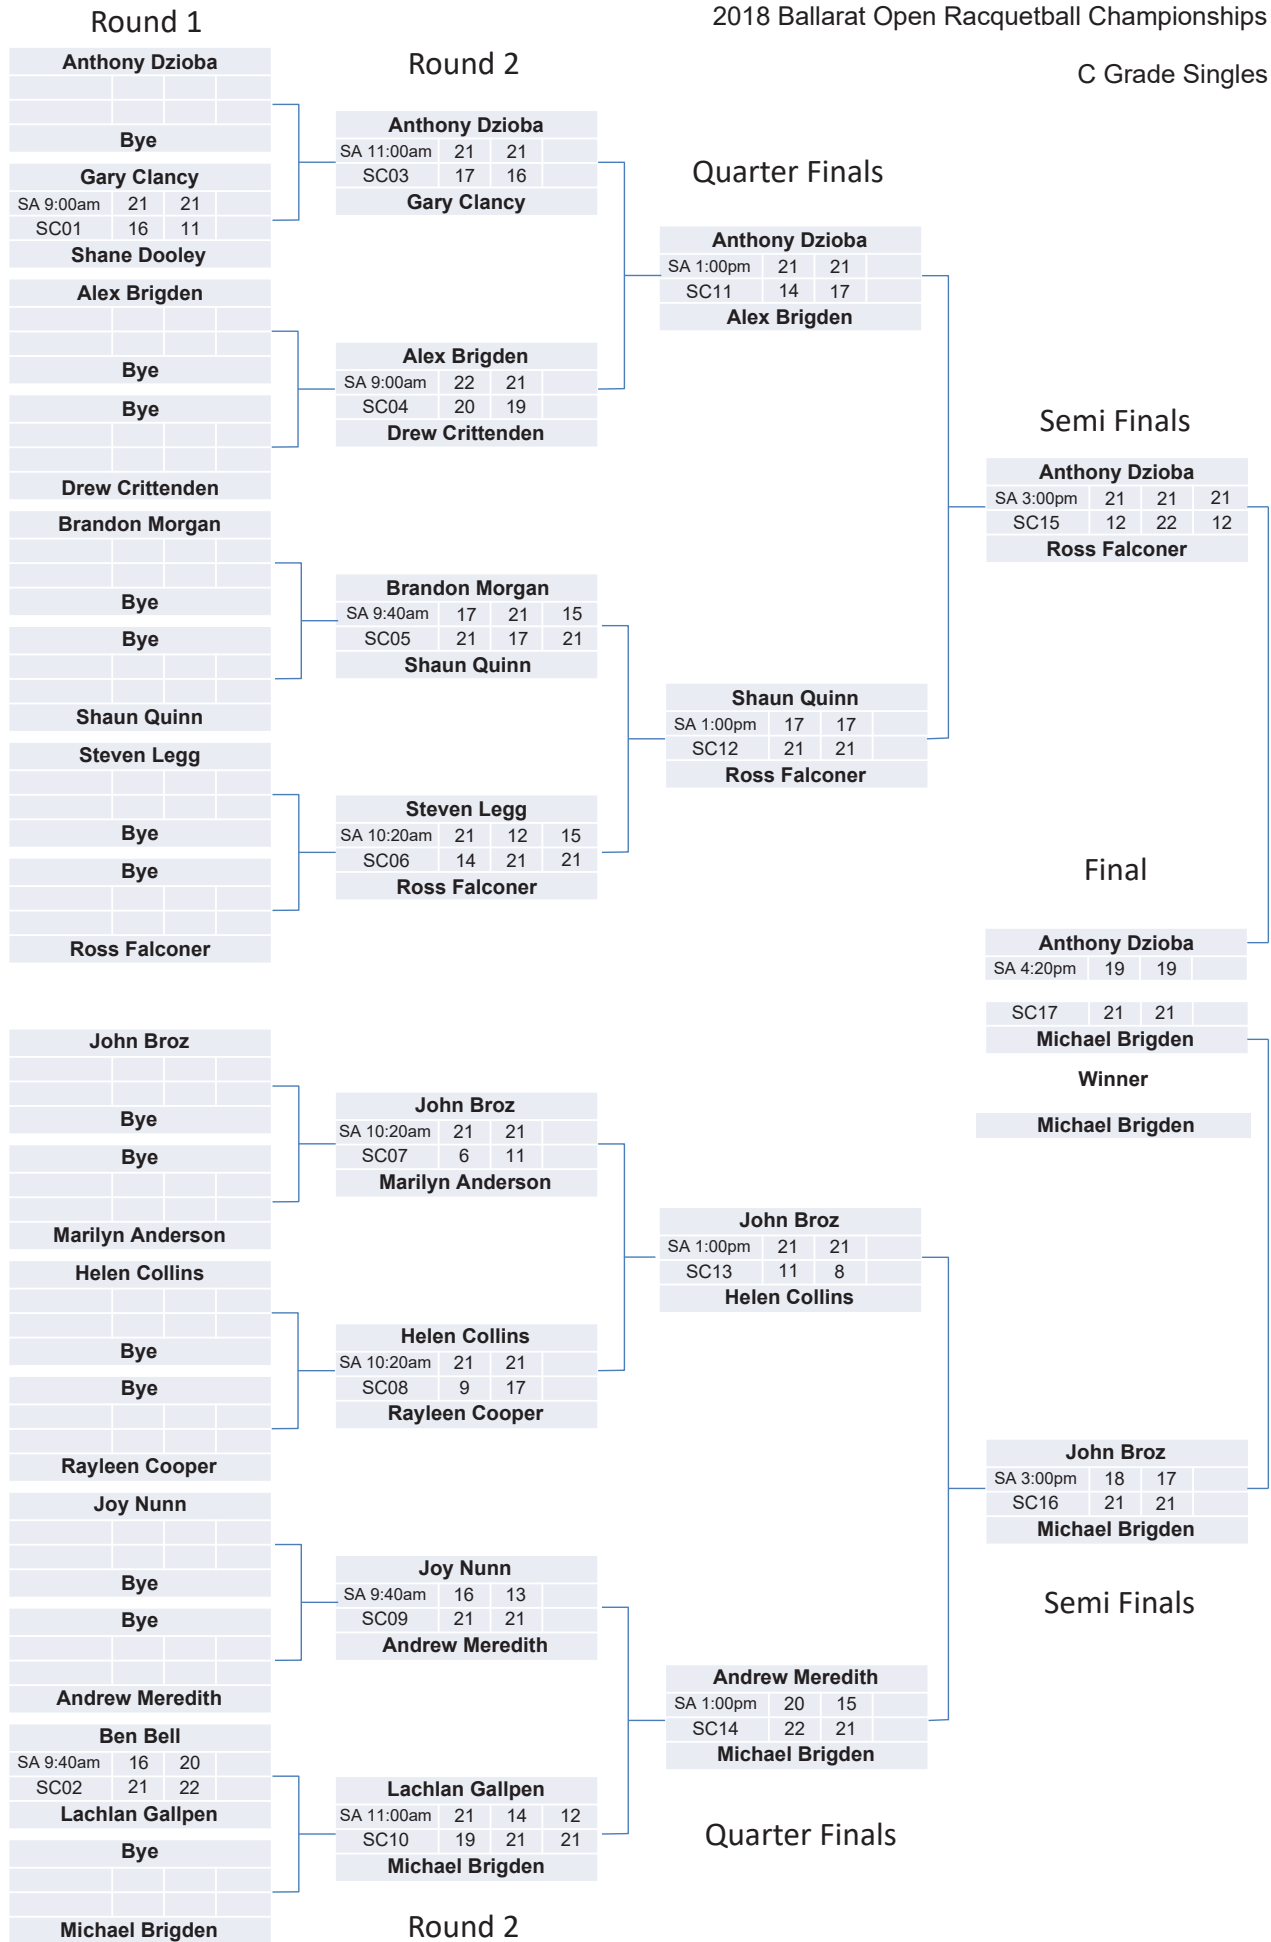 2018 Ballarat Open Racquetball Championships
C Grade Singles
Round 1
Anthony Dzioba
Bye
Gary Clancy
SA 9:00am 21 21
SC01 16 11
Shane Dooley
Alex Brigden
Bye
Bye
Drew Crittenden
Brandon Morgan
Bye
Bye
Shaun Quinn
Steven Legg
Bye
Bye
Ross Falconer
John Broz
Bye
Bye
Marilyn Anderson
Helen Collins
Bye
Bye
Rayleen Cooper
Joy Nunn
Bye
Bye
Andrew Meredith
Ben Bell
SA 9:40am 16 20
SC02 21 22
Lachlan Gallpen
Bye
Michael Brigden
Round 2
Anthony Dzioba
SA 11:00am 21 21
SC03 17 16
Gary Clancy
Alex Brigden
SA 9:00am 22 21
SC04 20 19
Drew Crittenden
Brandon Morgan
SA 9:40am 17 21 15
SC05 21 17 21
Shaun Quinn
Steven Legg
SA 10:20am 21 12 15
SC06 14 21 21
Ross Falconer
John Broz
SA 10:20am 21 21
SC07 6 11
Marilyn Anderson
Helen Collins
SA 10:20am 21 21
SC08 9 17
Rayleen Cooper
Joy Nunn
SA 9:40am 16 13
SC09 21 21
Andrew Meredith
Lachlan Gallpen
SA 11:00am 21 14 12
SC10 19 21 21
Michael Brigden
Round 2
Quarter Finals
Anthony Dzioba
SA 1:00pm 21 21
SC11 14 17
Alex Brigden
Shaun Quinn
SA 1:00pm 17 17
SC12 21 21
Ross Falconer
John Broz
SA 1:00pm 21 21
SC13 11 8
Helen Collins
Andrew Meredith
SA 1:00pm 20 15
SC14 22 21
Michael Brigden
Quarter Finals
Semi Finals
Anthony Dzioba
SA 3:00pm 21 21 21
SC15 12 22 12
Ross Falconer
Final
Anthony Dzioba
SA 4:20pm 19 19
SC17 21 21
Michael Brigden
Winner
Michael Brigden
John Broz
SA 3:00pm 18 17
SC16 21 21
Michael Brigden
Semi Finals